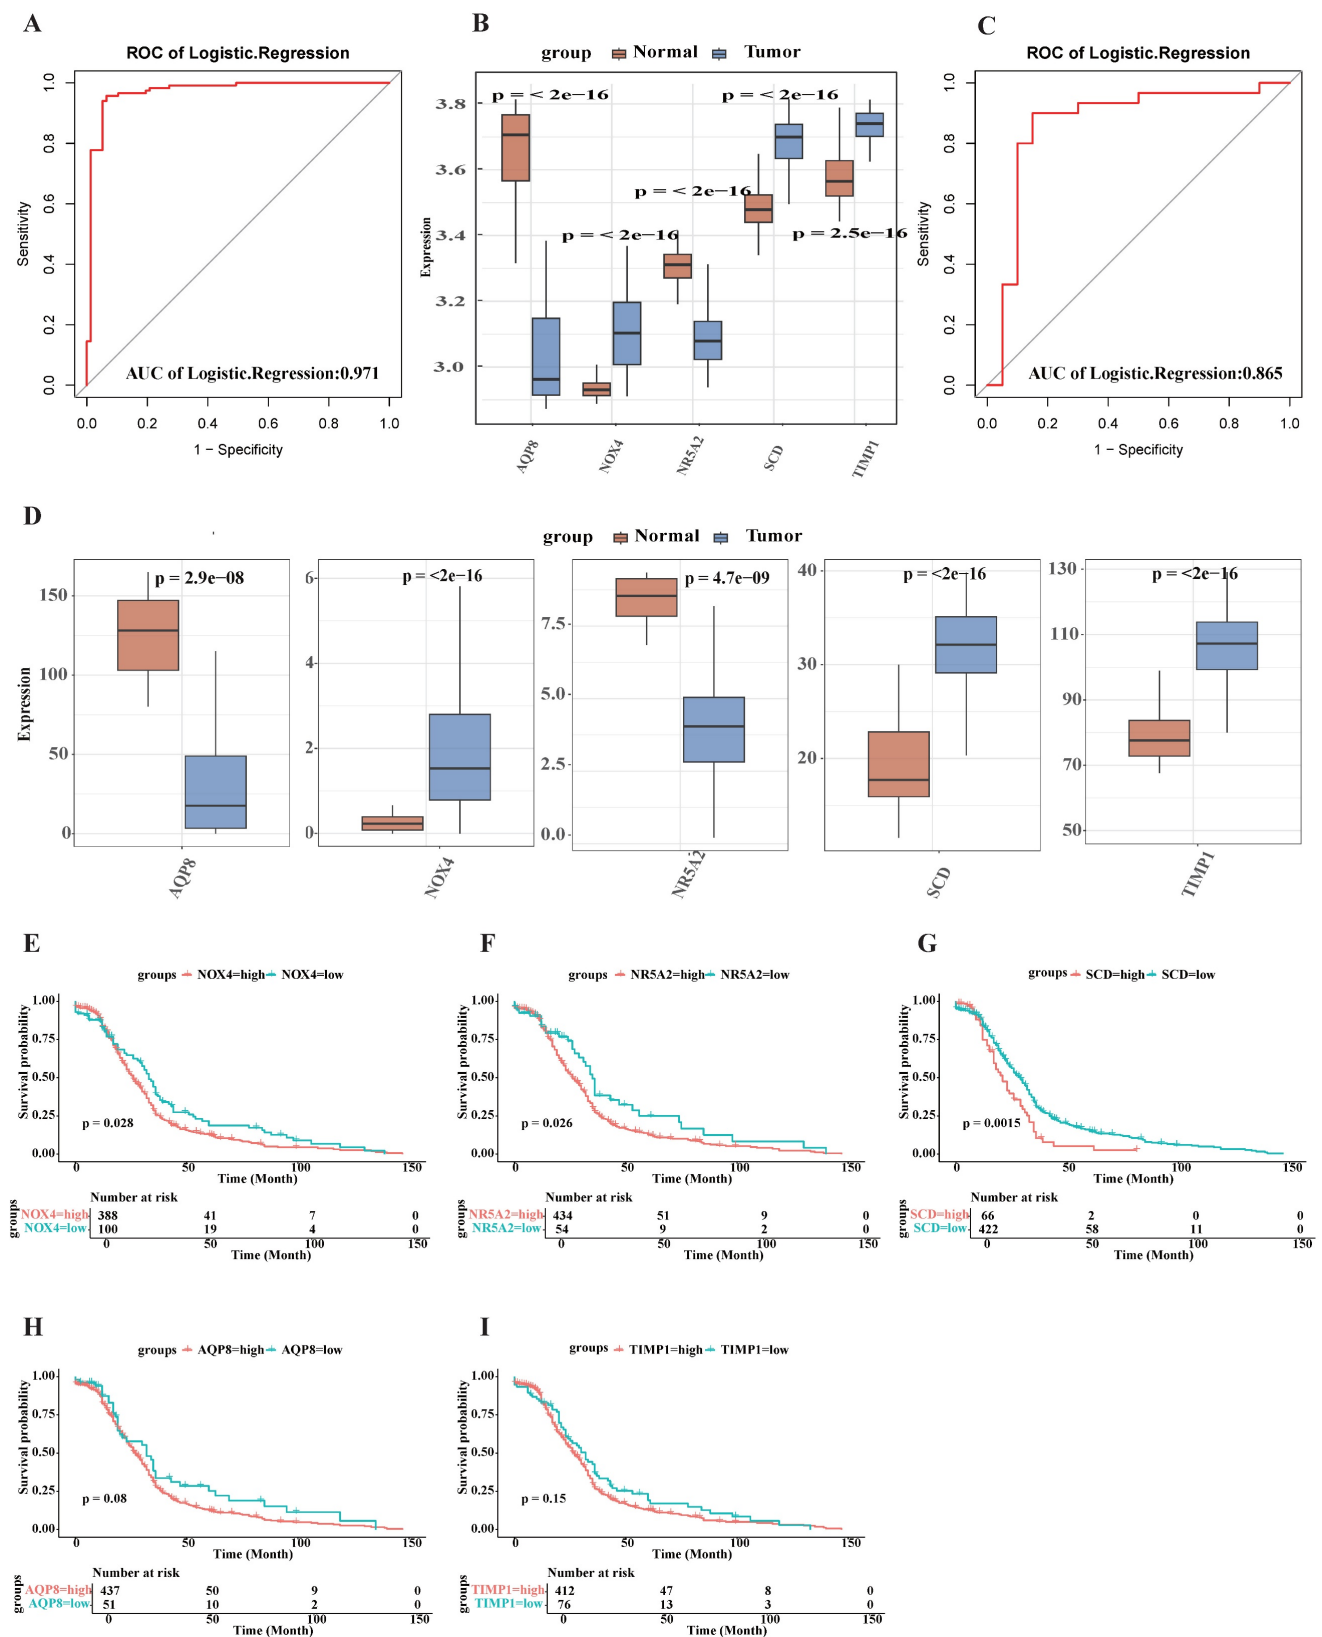 A
ROC of Logistic.Regression
Sensitivity
1.0
0.8
0.6
0.4
0.2
0.0
AUC of Logistic.Regression:0.971
0.0 0.2 0.4 0.6 0.8 1.0
1 − Specificity
B
group Normal Tumor
Expression
3.8
3.6
3.4
3.2
3.0
p = < 2e−16
p = < 2e−16
p = < 2e−16
p = < 2e−16
p = 2.5e−16
AQP8 NOX4 NR5A2 SCD TIMP1
C
ROC of Logistic.Regression
Sensitivity
1.0
0.8
0.6
0.4
0.2
0.0
AUC of Logistic.Regression:0.865
0.0 0.2 0.4 0.6 0.8 1.0
1 − Specificity
D
group Normal Tumor
Expression
p = 2.9e−08
150
100
50
0
AQP8
p = <2e−16
6
4
2
0
NOX4
p = 4.7e−09
7.5
5.0
2.5
0.0
NR5A2
p = <2e−16
40
30
20
SCD
p = <2e−16
130
110
90
70
50
TIMP1
E
groups NOX4=high NOX4=low
Survival probability
1.00
0.75
0.50
0.25
0.00
p = 0.028
0 50 100 150
Time (Month)
Number at risk
groups
NOX4=high 388 41 7 0
NOX4=low 100 19 4 0
0 50 100 150
Time (Month)
F
groups NR5A2=high NR5A2=low
Survival probability
1.00
0.75
0.50
0.25
0.00
p = 0.026
0 50 100 150
Time (Month)
Number at risk
groups
NR5A2=high 434 51 9 0
NR5A2=low 54 9 2 0
0 50 100 150
Time (Month)
G
groups SCD=high SCD=low
Survival probability
1.00
0.75
0.50
0.25
0.00
p = 0.0015
0 50 100 150
Time (Month)
Number at risk
groups
SCD=high 66 2 0 0
SCD=low 422 58 11 0
0 50 100 150
Time (Month)
H
groups AQP8=high AQP8=low
Survival probability
1.00
0.75
0.50
0.25
0.00
p = 0.08
0 50 100 150
Time (Month)
Number at risk
groups
AQP8=high 437 50 9 0
AQP8=low 51 10 2 0
0 50 100 150
Time (Month)
I
groups TIMP1=high TIMP1=low
Survival probability
1.00
0.75
0.50
0.25
0.00
p = 0.15
0 50 100 150
Time (Month)
Number at risk
groups
TIMP1=high 412 47 8 0
TIMP1=low 76 13 3 0
0 50 100 150
Time (Month)